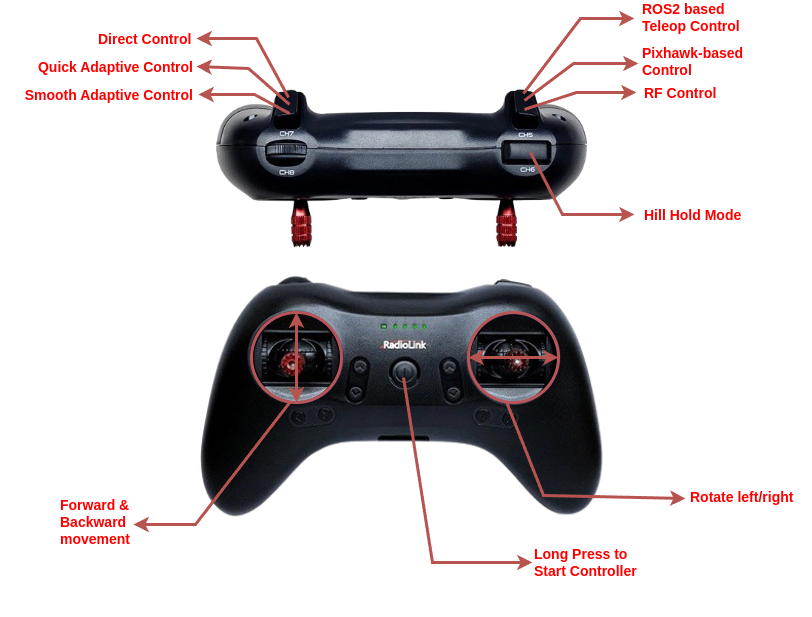 ROS2 based
Teleop Control
Direct Control
Pixhawk-based
Control
Quick Adaptive Control
Smooth Adaptive Control
RF Control
CH7
CH5
CH8
CH6
Hill Hold Mode
RadioLink
Forward &
Backward
movement
Rotate left/right
Long Press to
Start Controller